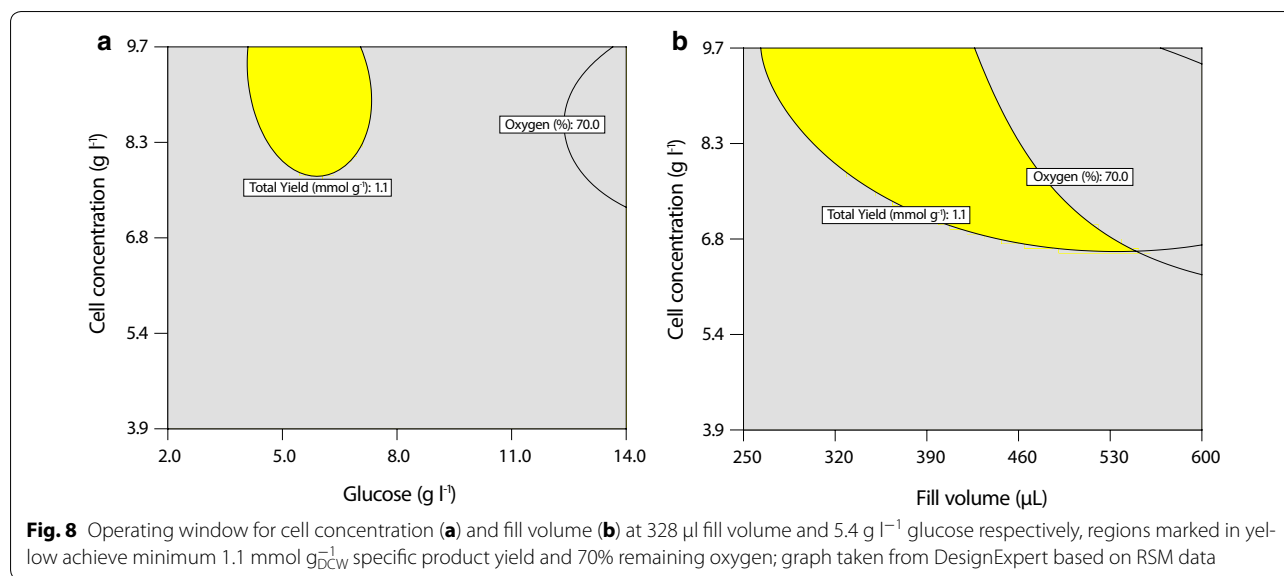 a
9.7
8.3
6.8
5.4
3.9
Cell concentration (g l⁻¹)
Oxygen (%): 70.0
Total Yield (mmol g⁻¹): 1.1
2.0 5.0 8.0 11.0 14.0
Glucose (g l⁻¹)
b
9.7
8.3
6.8
5.4
3.9
Cell concentration (g l⁻¹)
Oxygen (%): 70.0
Total Yield (mmol g⁻¹): 1.1
250 320 390 460 530 600
Fill volume (µL)
Fig. 8 Operating window for cell concentration (a) and fill volume (b) at 328 µl fill volume and 5.4 g l⁻¹ glucose respectively, regions marked in yel-
low achieve minimum 1.1 mmol g⁻¹DCW specific product yield and 70% remaining oxygen; graph taken from DesignExpert based on RSM data